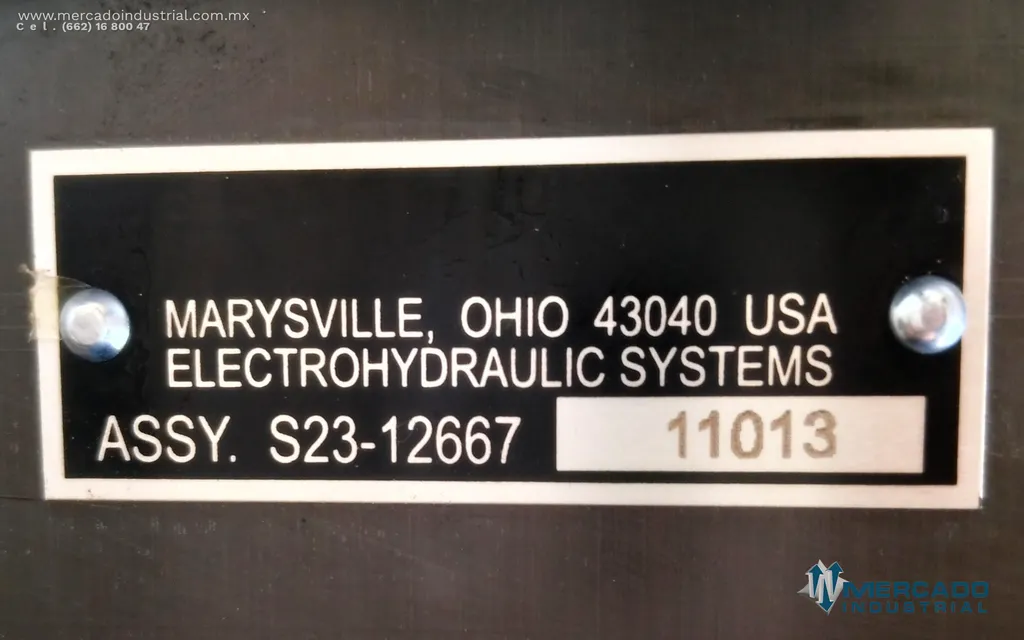 www.mercadoindustrial.com.mx
Cel. (662) 16 800 47
MARYSVILLE, OHIO 43040 USA
ELECTROHYDRAULIC SYSTEMS
ASSY. S23-12667 11013
MERCADO
INDUSTRIAL